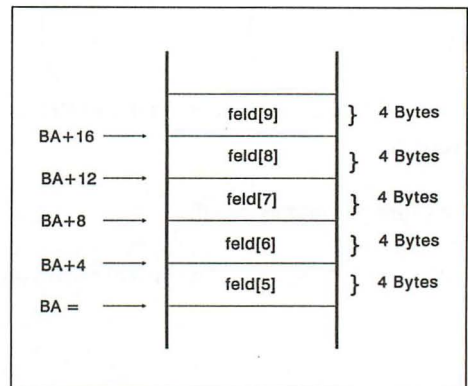 feld[9] } 4 Bytes
BA+16
feld[8] } 4 Bytes
BA+12
feld[7] } 4 Bytes
BA+8
feld[6] } 4 Bytes
BA+4
feld[5] } 4 Bytes
BA =